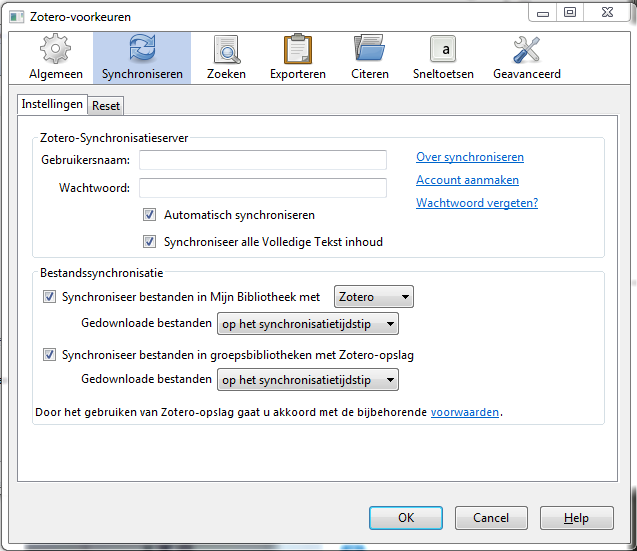 Zotero-voorkeuren
Algemeen Synchroniseren Zoeken Exporteren Citeren Sneltoetsen Geavanceerd
Instellingen Reset
Zotero-Synchronisatieserver
Gebruikersnaam: Over synchroniseren
Account aanmaken
Wachtwoord: Wachtwoord vergeten?
Automatisch synchroniseren
Synchroniseer alle Volledige Tekst inhoud
Bestandssynchronisatie
Synchroniseer bestanden in Mijn Bibliotheek met Zotero
Gedownloade bestanden op het synchronisatietijdstip
Synchroniseer bestanden in groepsbibliotheken met Zotero-opslag
Gedownloade bestanden op het synchronisatietijdstip
Door het gebruiken van Zotero-opslag gaat u akkoord met de bijbehorende voorwaarden.
OK Cancel Help